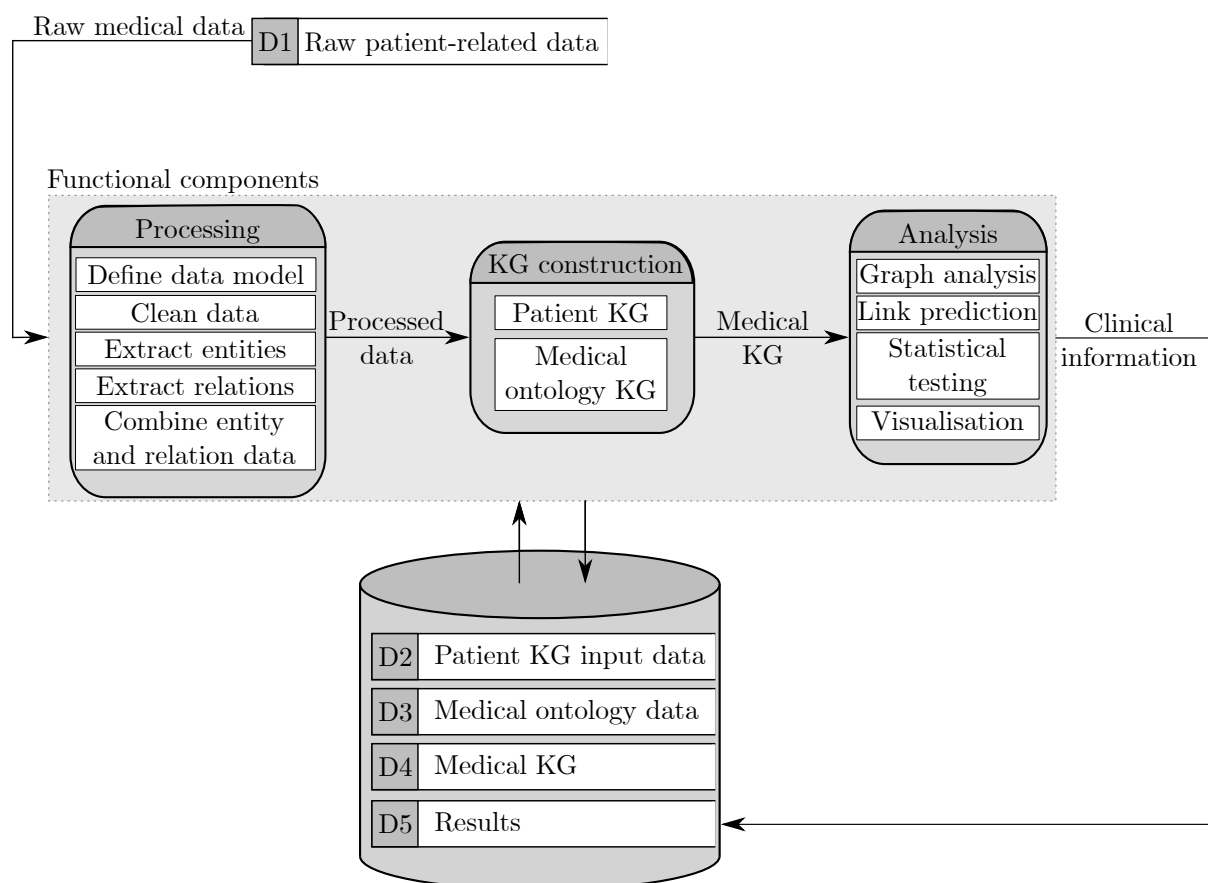 Raw medical data
D1 Raw patient-related data
Functional components
Processing
Define data model
Clean data
Extract entities
Extract relations
Combine entity
and relation data
Processed
data
KG construction
Patient KG
Medical
ontology KG
Medical
KG
Analysis
Graph analysis
Link prediction
Statistical
testing
Visualisation
Clinical
information
D2 Patient KG input data
D3 Medical ontology data
D4 Medical KG
D5 Results